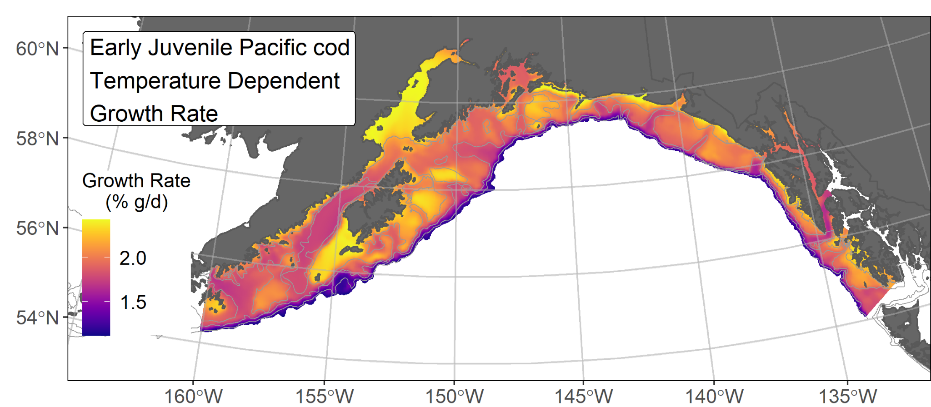 Early Juvenile Pacific cod
Temperature Dependent
Growth Rate
60°N
58°N
56°N
54°N
Growth Rate
(% g/d)
2.0
1.5
160°W
155°W
150°W
145°W
140°W
135°W